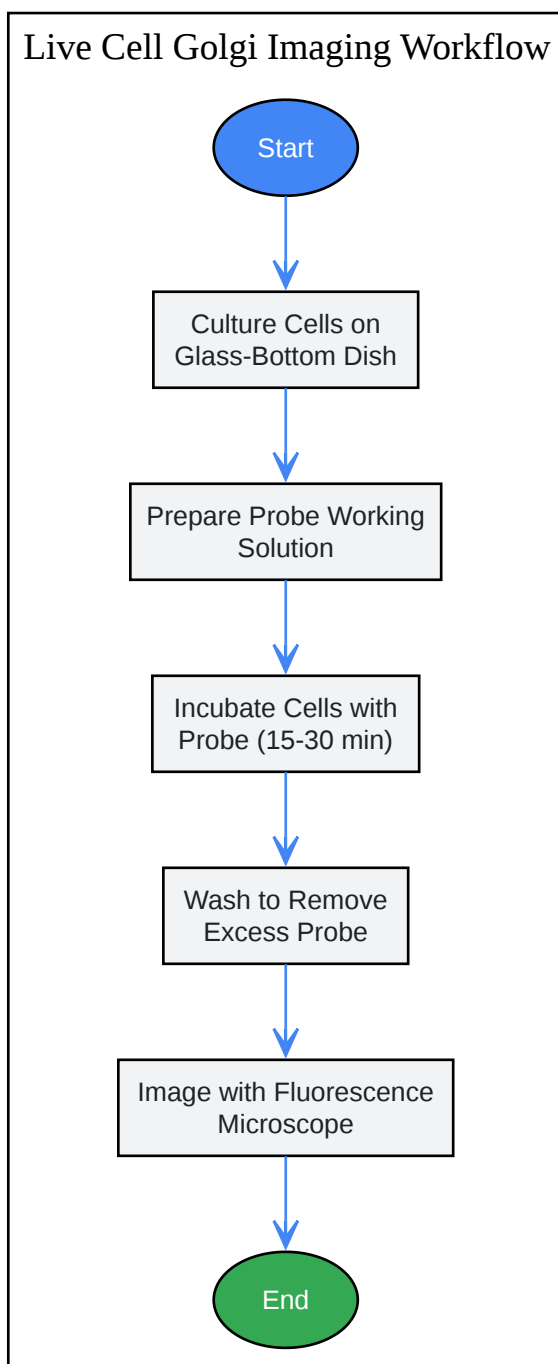 Live Cell Golgi Imaging Workflow
Start
Culture Cells on
Glass-Bottom Dish
Prepare Probe Working
Solution
Incubate Cells with
Probe (15-30 min)
Wash to Remove
Excess Probe
Image with Fluorescence
Microscope
End